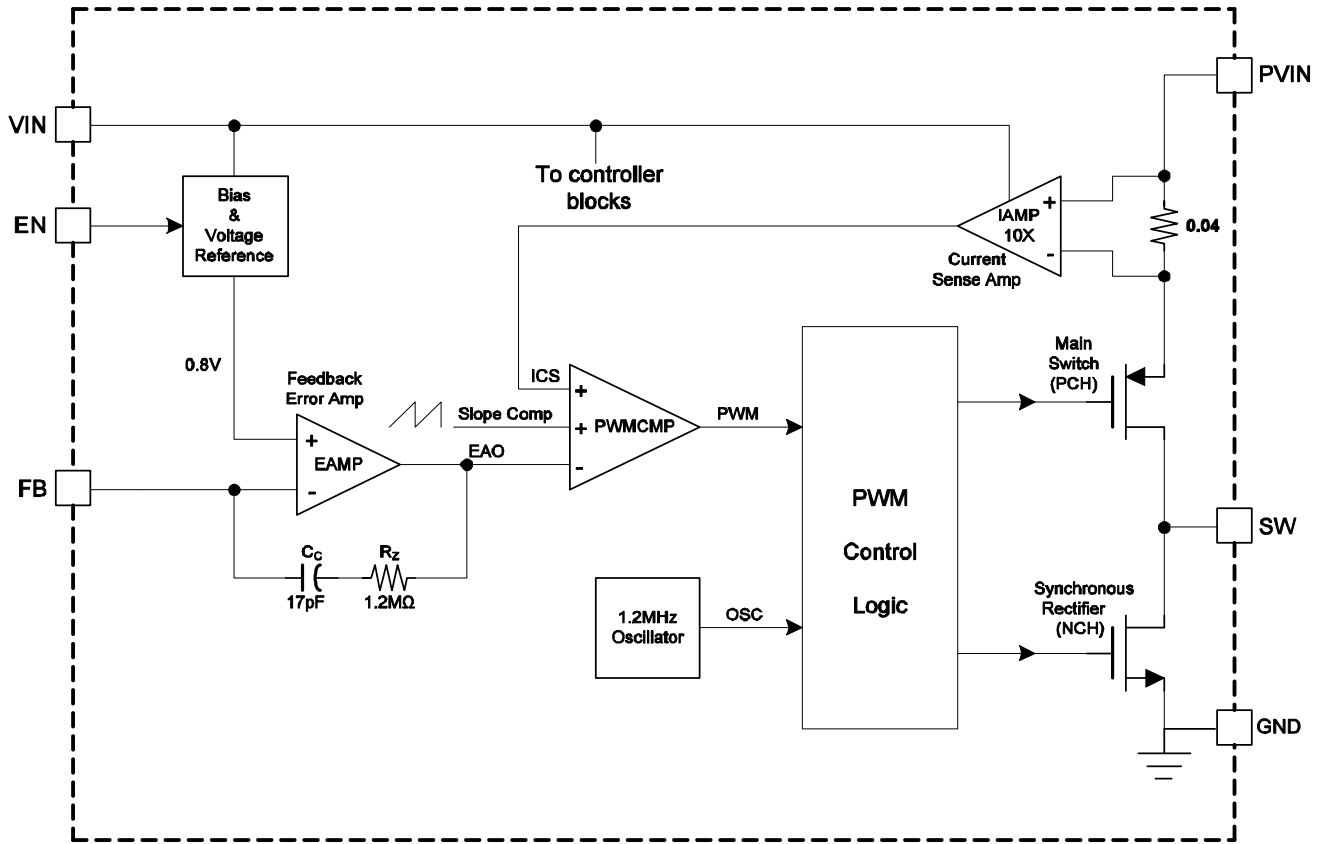 PVIN
VIN
To controller
blocks
Bias
&
Voltage
Reference
EN
+
IAMP
10X
-
0.04
Current
Sense Amp
Main
Switch
(PCH)
0.8V
Feedback
Error Amp
ICS
+
Slope Comp
+
PWMCMP
PWM
+
EAMP
EAO
-
FB
-
PWM
Control
Logic
SW
CC
RZ
17pF
1.2MΩ
Synchronous
Rectifier
(NCH)
1.2MHz
Oscillator
OSC
GND